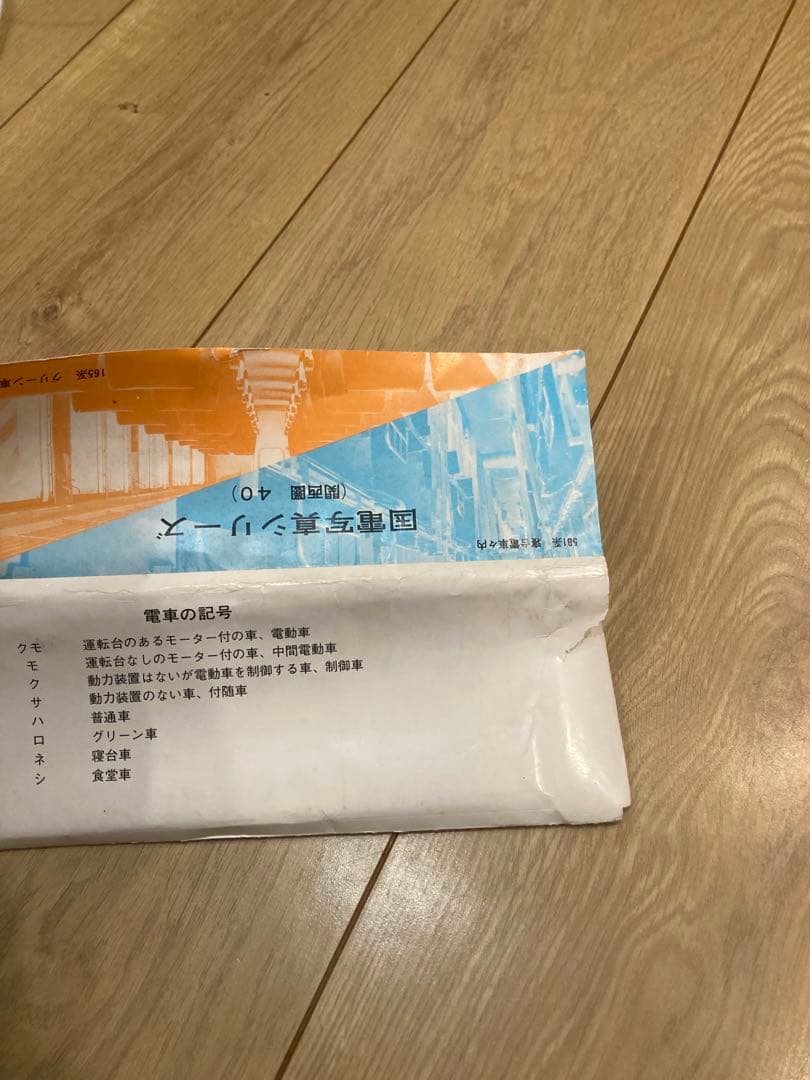 165系 グリーン車
国電写真シリーズ
(関西圏 40)
581系 寝台電車々内
電車の記号
クモ 運転台のあるモーター付の車、電動車
モ 運転台なしのモーター付の車、中間電動車
ク 動力装置はないが電動車を制御する車、制御車
サ 動力装置のない車、付随車
ハ 普通車
ロ グリーン車
ネ 寝台車
シ 食堂車